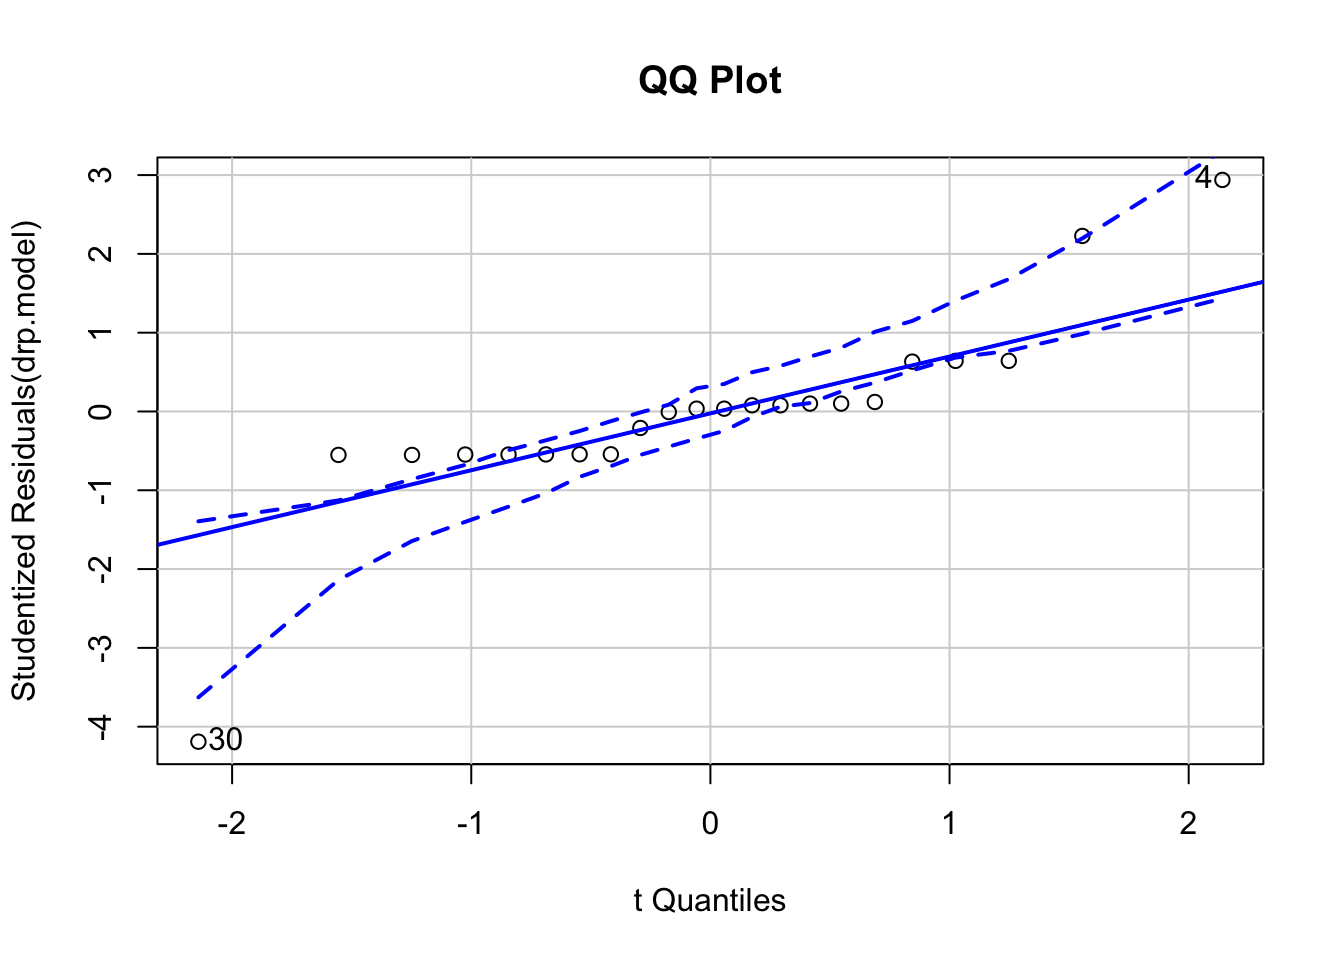 QQ Plot
Studentized Residuals(drp.model)
3
2
1
0
-1
-2
-3
-4
4
30
-2 -1 0 1 2
t Quantiles